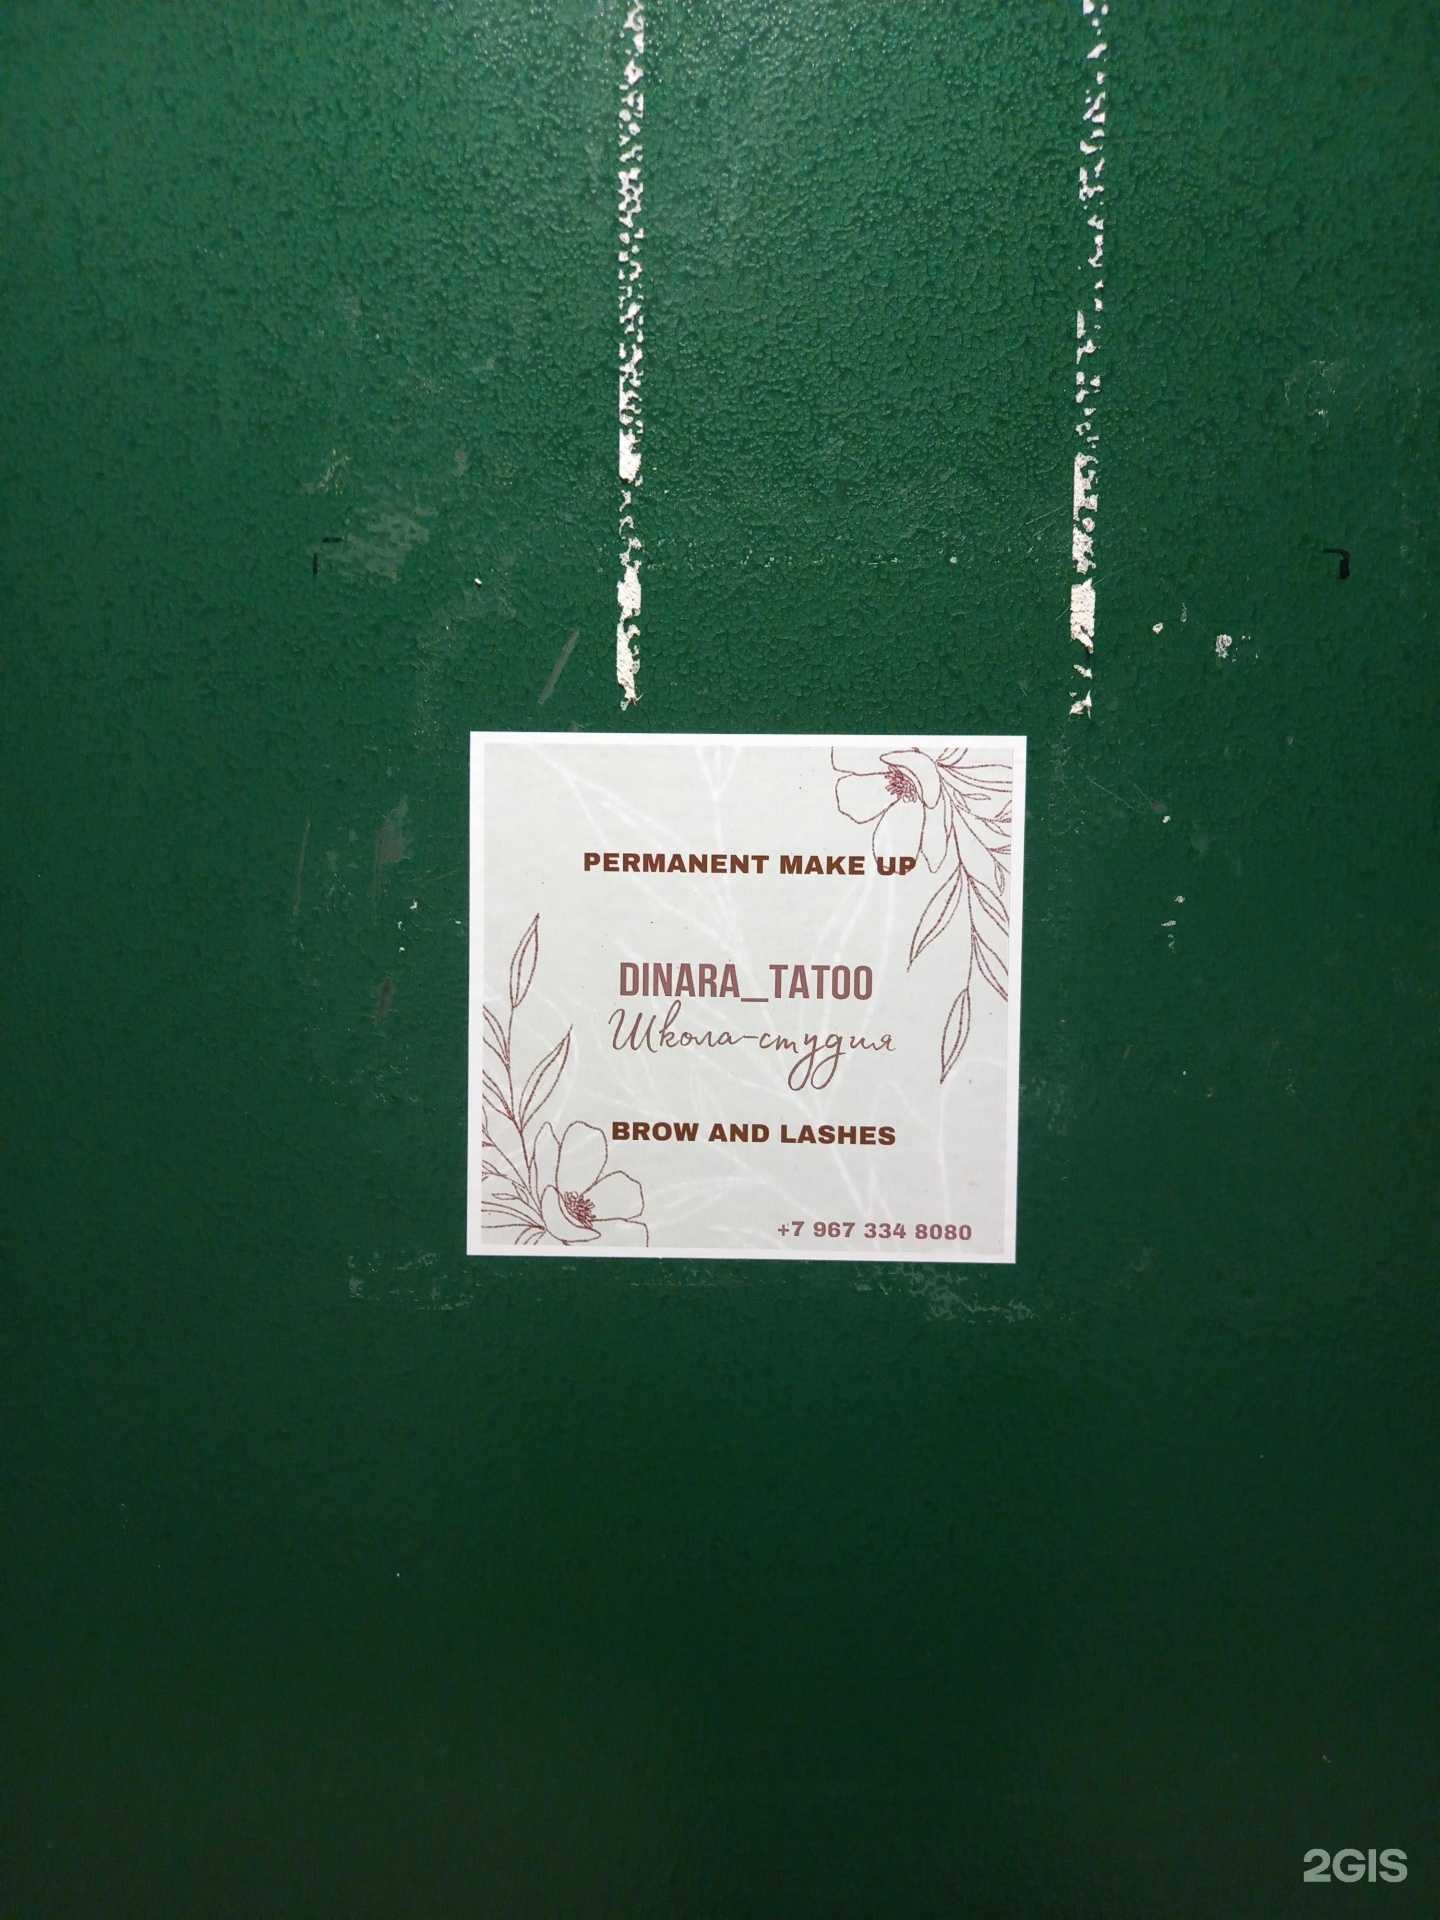 PERMANENT MAKE UP
DINARA_TATOO
Школа-студия
BROW AND LASHES
+7 967 334 8080
2GIS